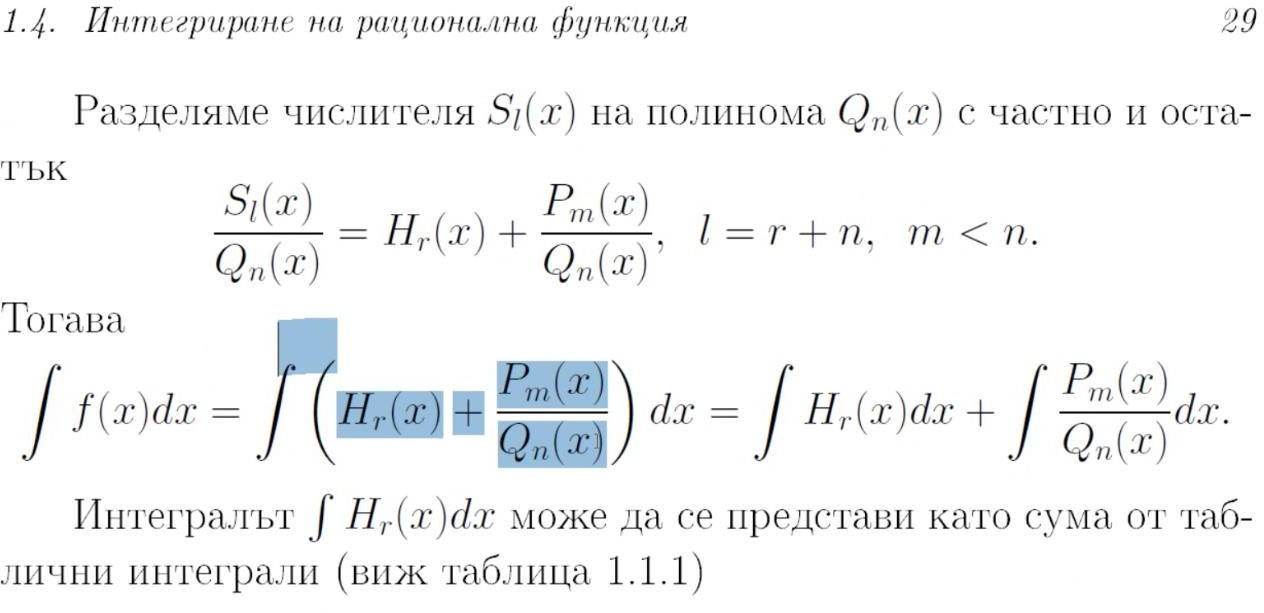 1.4. Интегриране на рационална функция 29
Разделяме числителя $S_l(x)$ на полинома $Q_n(x)$ с частно и оста-
тък
$\frac{S_l(x)}{Q_n(x)} = H_r(x) + \frac{P_m(x)}{Q_n(x)}, \quad l = r + n, \quad m < n.$
Тогава
$\int f(x)dx = \int \left( H_r(x) + \frac{P_m(x)}{Q_n(x)} \right) dx = \int H_r(x)dx + \int \frac{P_m(x)}{Q_n(x)} dx.$
Интегралът $\int H_r(x)dx$ може да се представи като сума от таб-
лични интеграли (виж таблица 1.1.1)